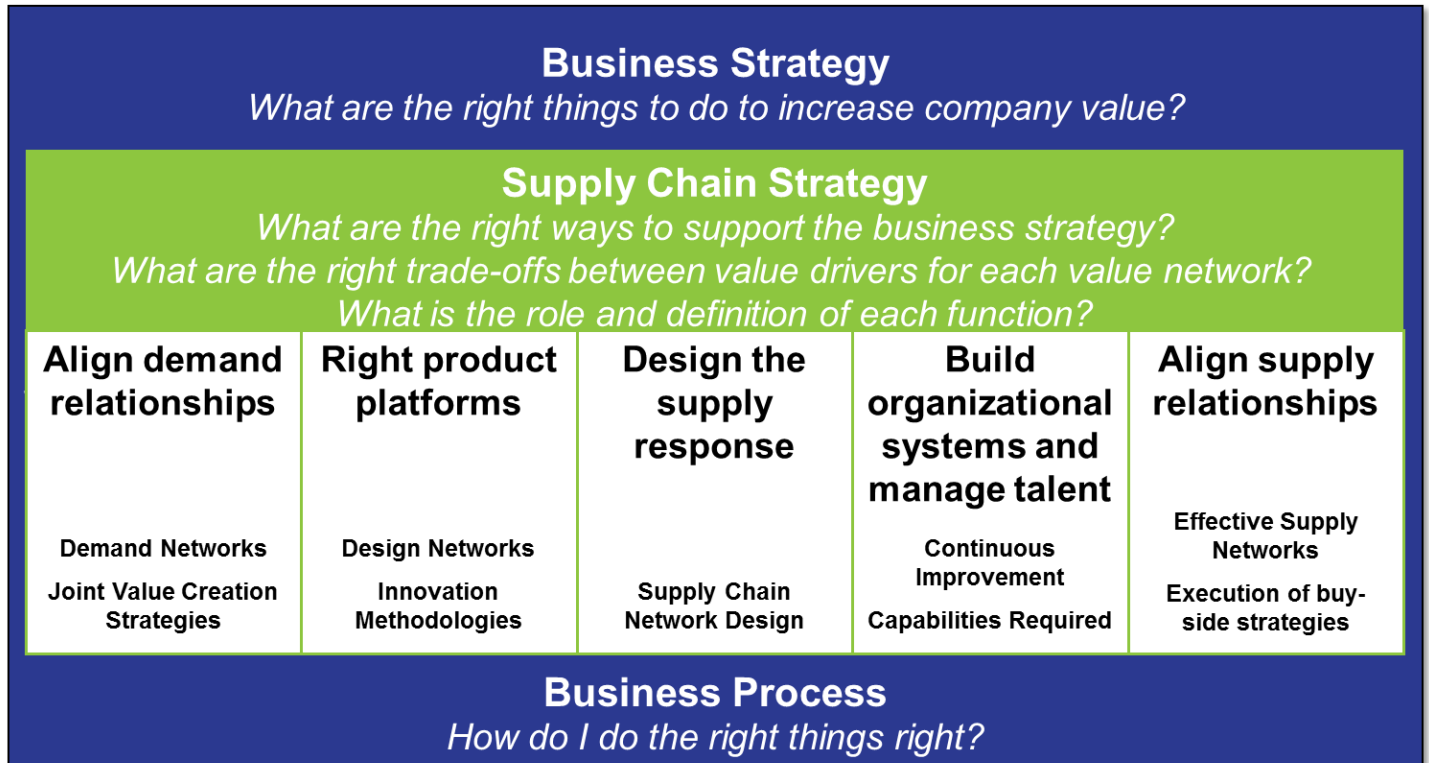 Business Strategy
What are the right things to do to increase company value?
Supply Chain Strategy
What are the right ways to support the business strategy?
What are the right trade-offs between value drivers for each value network?
What is the role and definition of each function?
Align demand
relationships
Demand Networks
Joint Value Creation
Strategies
Right product
platforms
Design Networks
Innovation
Methodologies
Design the
supply
response
Supply Chain
Network Design
Build
organizational
systems and
manage talent
Continuous
Improvement
Capabilities Required
Align supply
relationships
Effective Supply
Networks
Execution of buy-
side strategies
Business Process
How do I do the right things right?